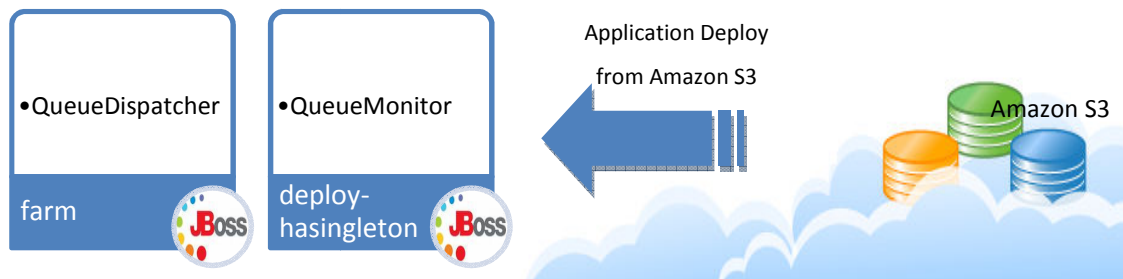 •QueueDispatcher
farm
JBoss
•QueueMonitor
deploy-
hasingleton
JBoss
Application Deploy
from Amazon S3
Amazon S3